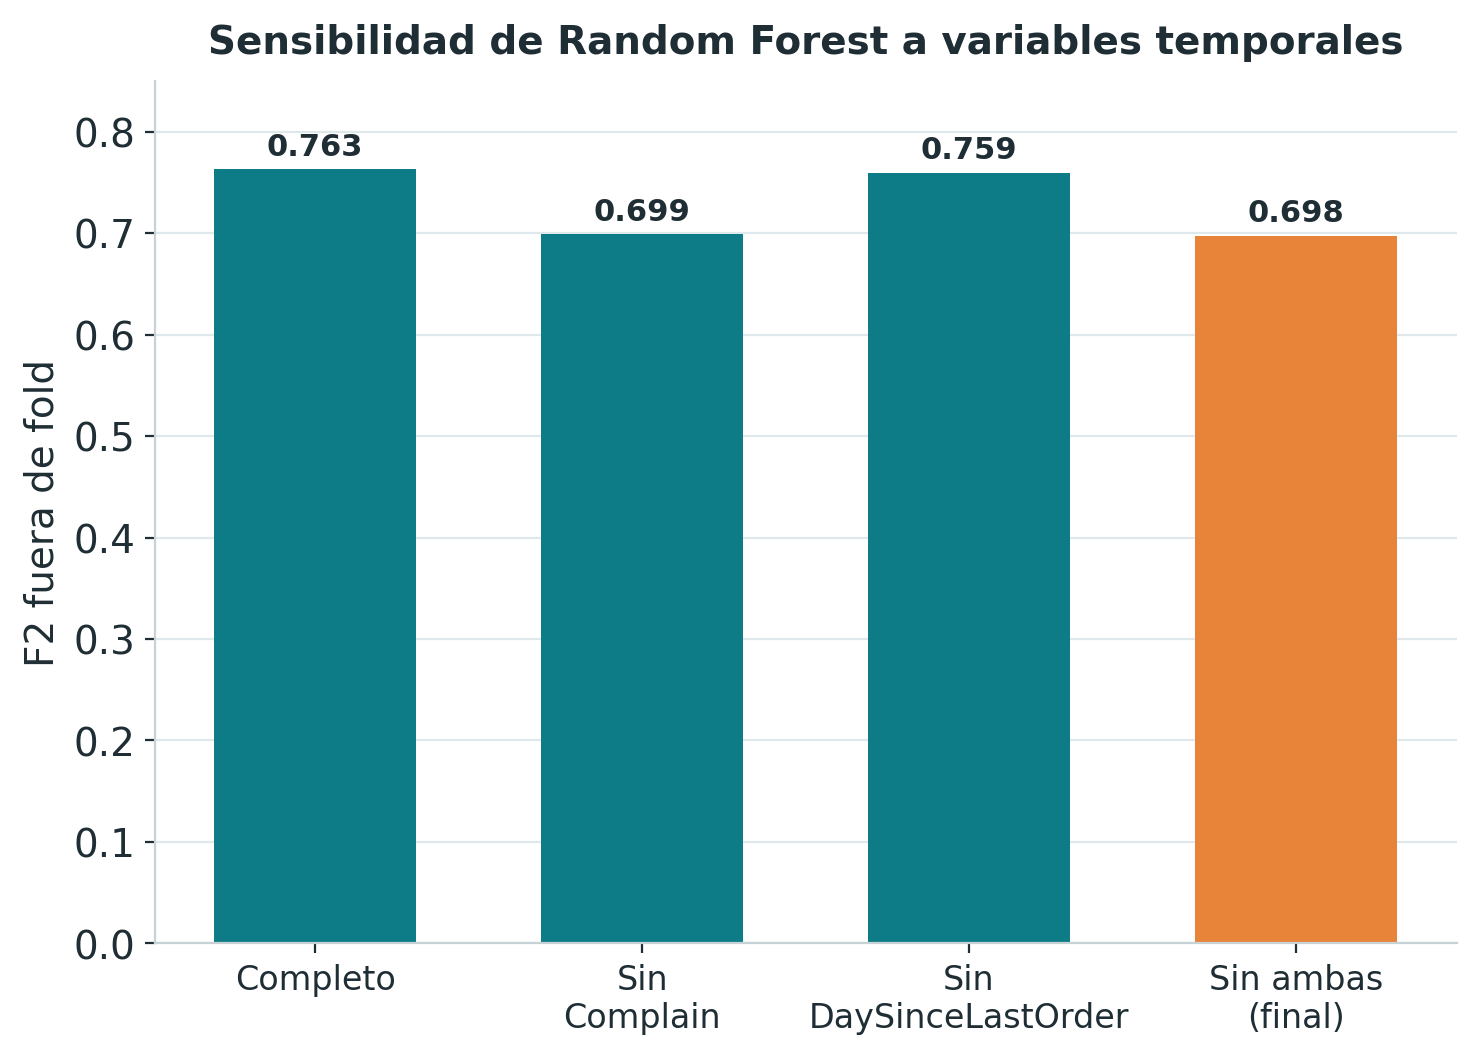 Sensibilidad de Random Forest a variables temporales
F2 fuera de fold
0.8
0.7
0.6
0.5
0.4
0.3
0.2
0.1
0.0
0.763
0.699
0.759
0.698
Completo
Sin
Complain
Sin
DaySinceLastOrder
Sin ambas
(final)